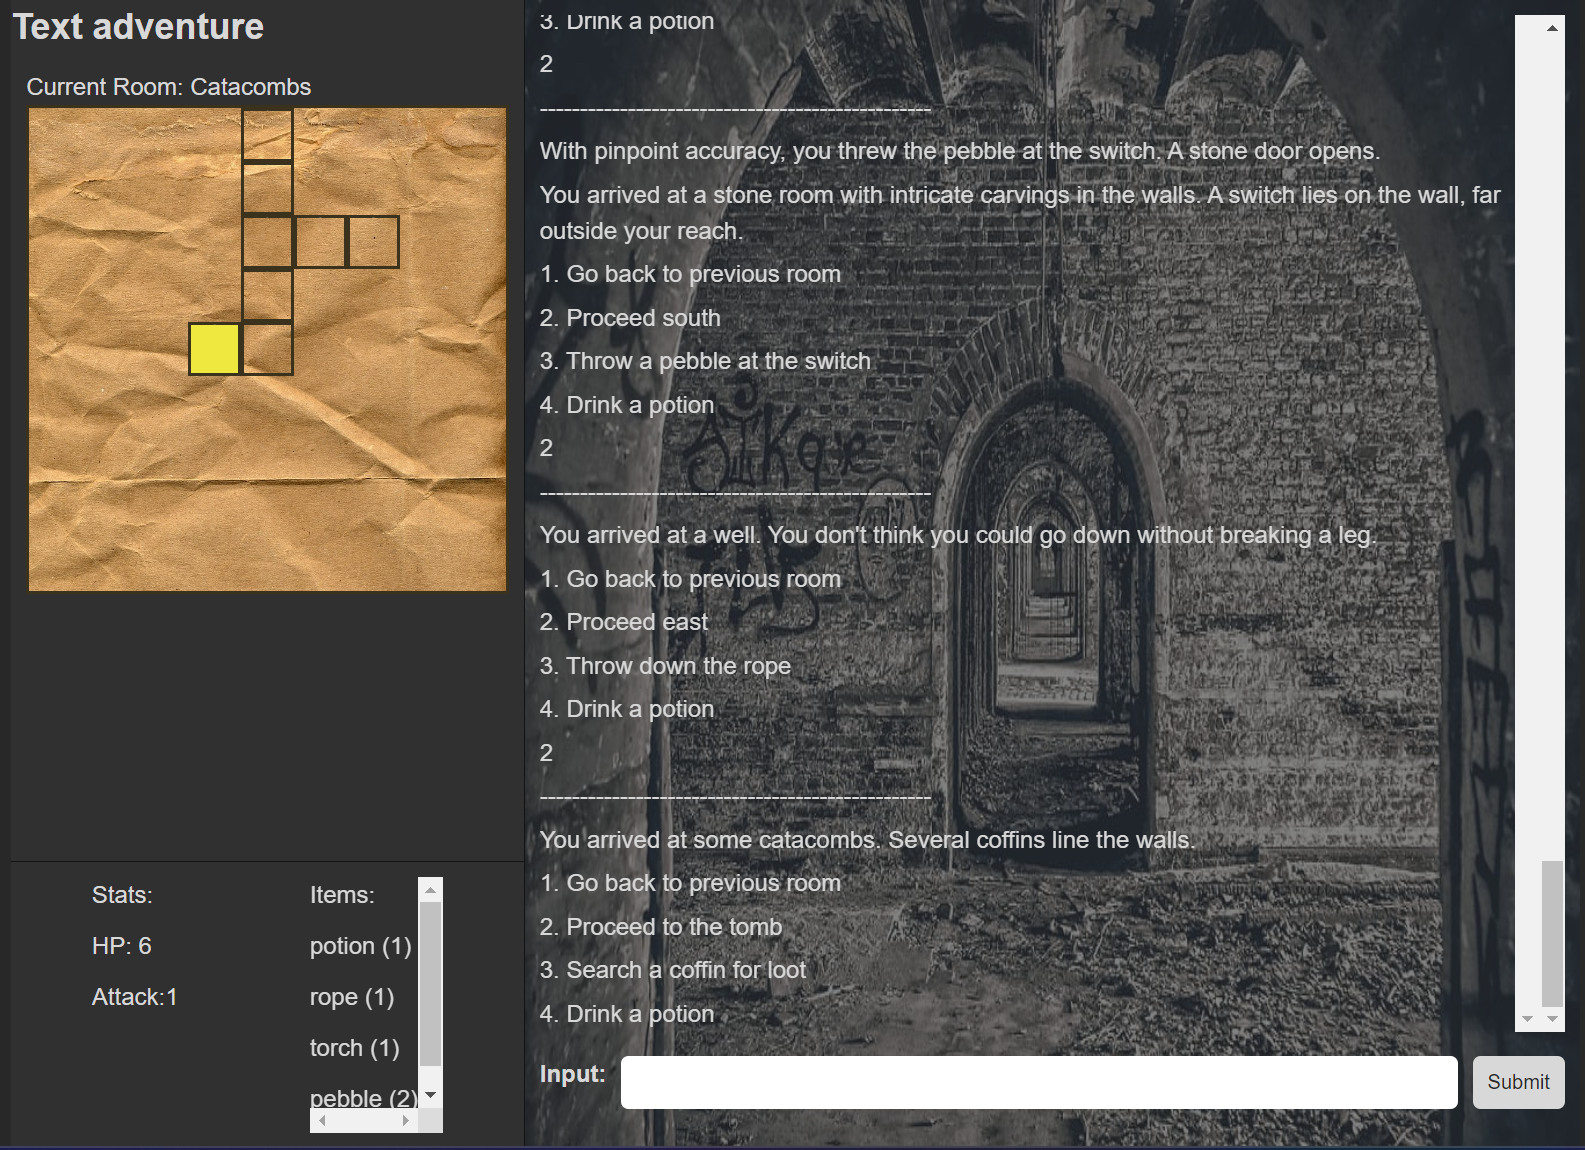 Text adventure
Current Room: Catacombs
Stats:
HP: 6
Attack:1
Items:
potion (1)
rope (1)
torch (1)
pebble (2)
3. Drink a potion
2
-------------------------------------------------
With pinpoint accuracy, you threw the pebble at the switch. A stone door opens.
You arrived at a stone room with intricate carvings in the walls. A switch lies on the wall, far
outside your reach.
1. Go back to previous room
2. Proceed south
3. Throw a pebble at the switch
4. Drink a potion
2
-------------------------------------------------
You arrived at a well. You don't think you could go down without breaking a leg.
1. Go back to previous room
2. Proceed east
3. Throw down the rope
4. Drink a potion
2
-------------------------------------------------
You arrived at some catacombs. Several coffins line the walls.
1. Go back to previous room
2. Proceed to the tomb
3. Search a coffin for loot
4. Drink a potion
Input:
Submit